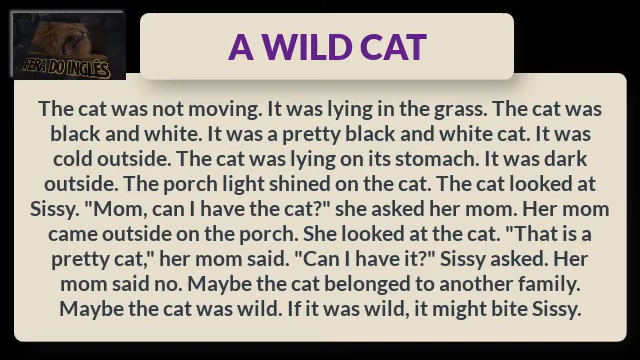 FERA DO INGLÊS
A WILD CAT
The cat was not moving. It was lying in the grass. The cat was
black and white. It was a pretty black and white cat. It was
cold outside. The cat was lying on its stomach. It was dark
outside. The porch light shined on the cat. The cat looked at
Sissy. "Mom, can I have the cat?" she asked her mom. Her mom
came outside on the porch. She looked at the cat. "That is a
pretty cat," her mom said. "Can I have it?" Sissy asked. Her
mom said no. Maybe the cat belonged to another family.
Maybe the cat was wild. If it was wild, it might bite Sissy.